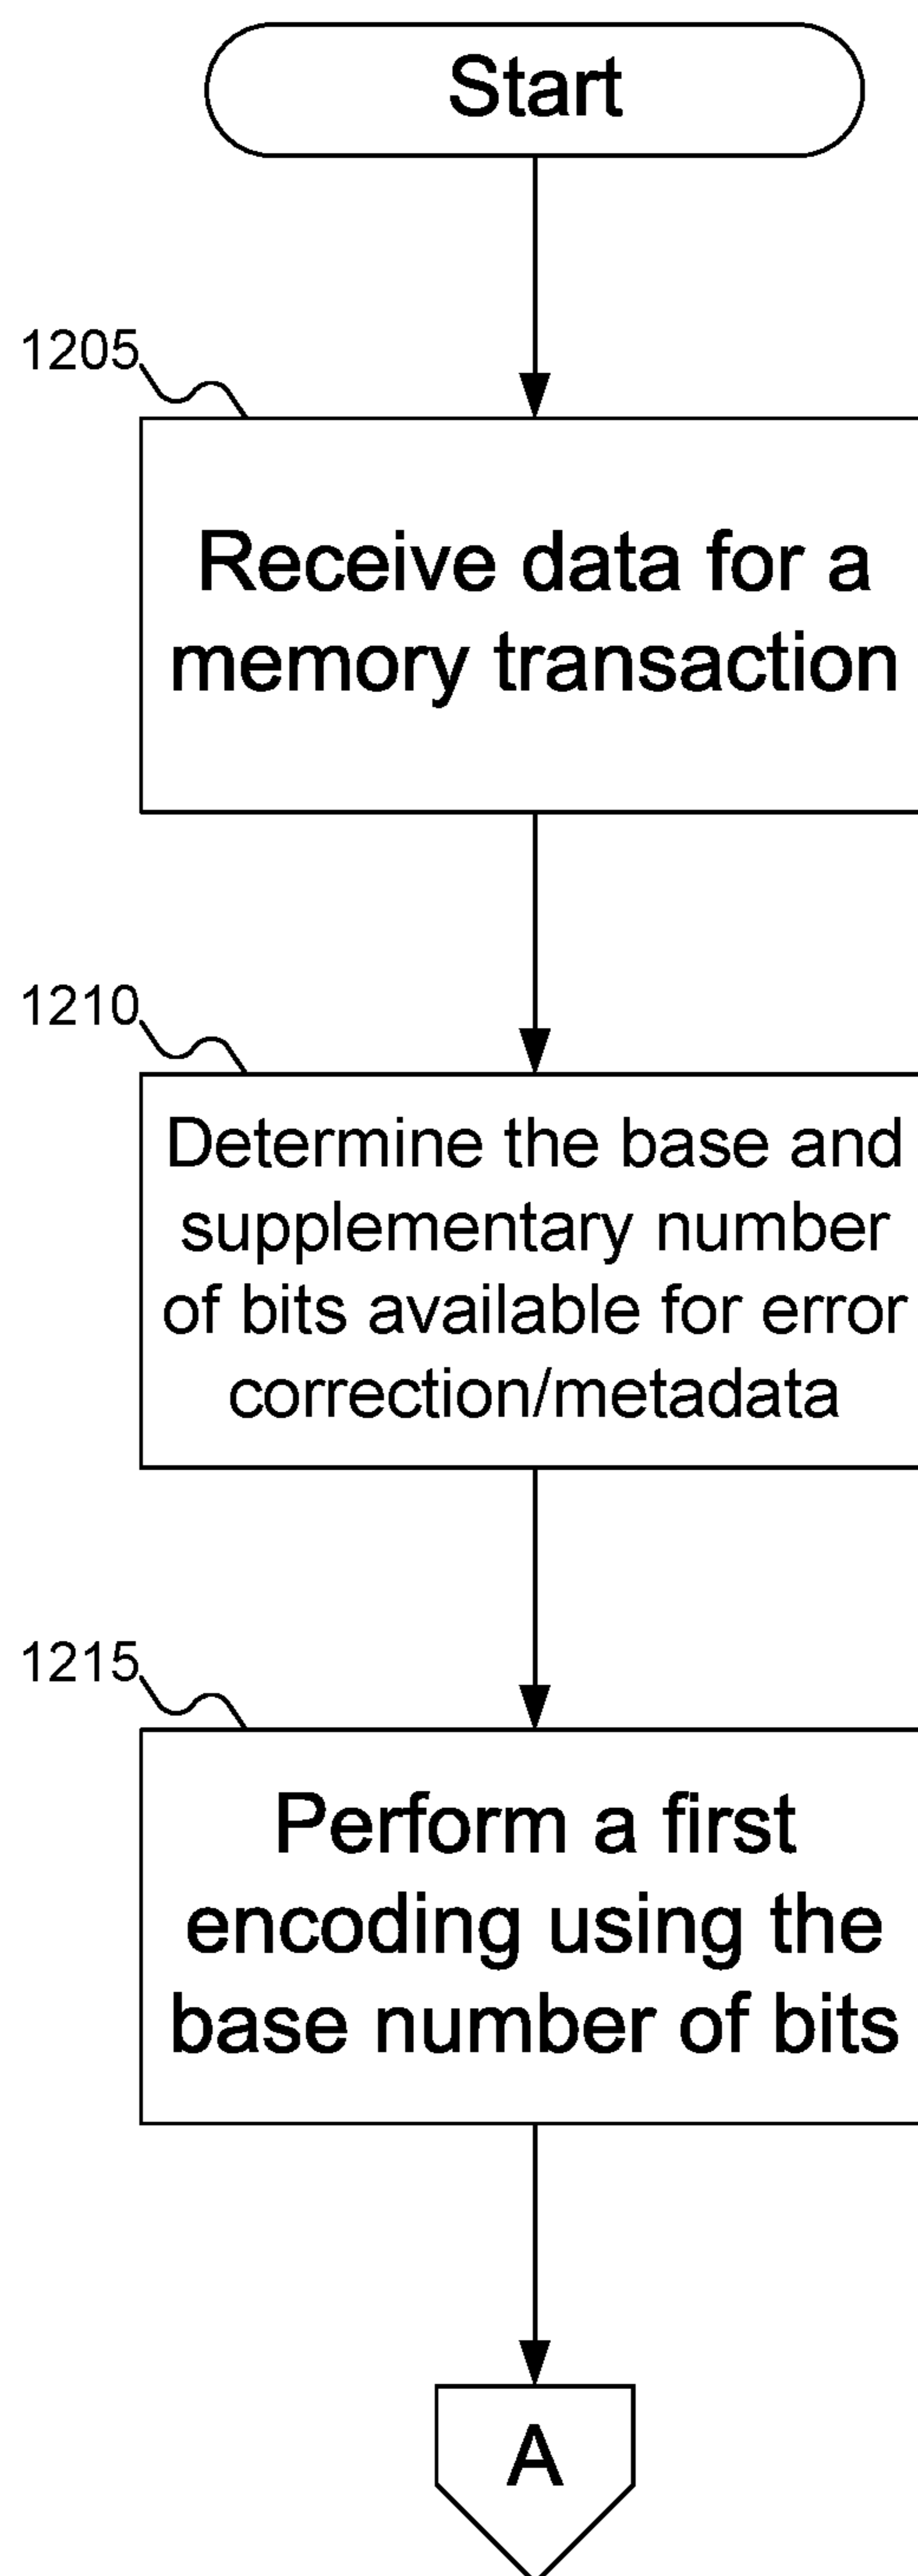 Start
1205
Receive data for a
memory transaction
1210
Determine the base and
supplementary number
of bits available for error
correction/metadata
1215
Perform a first
encoding using the
base number of bits
A